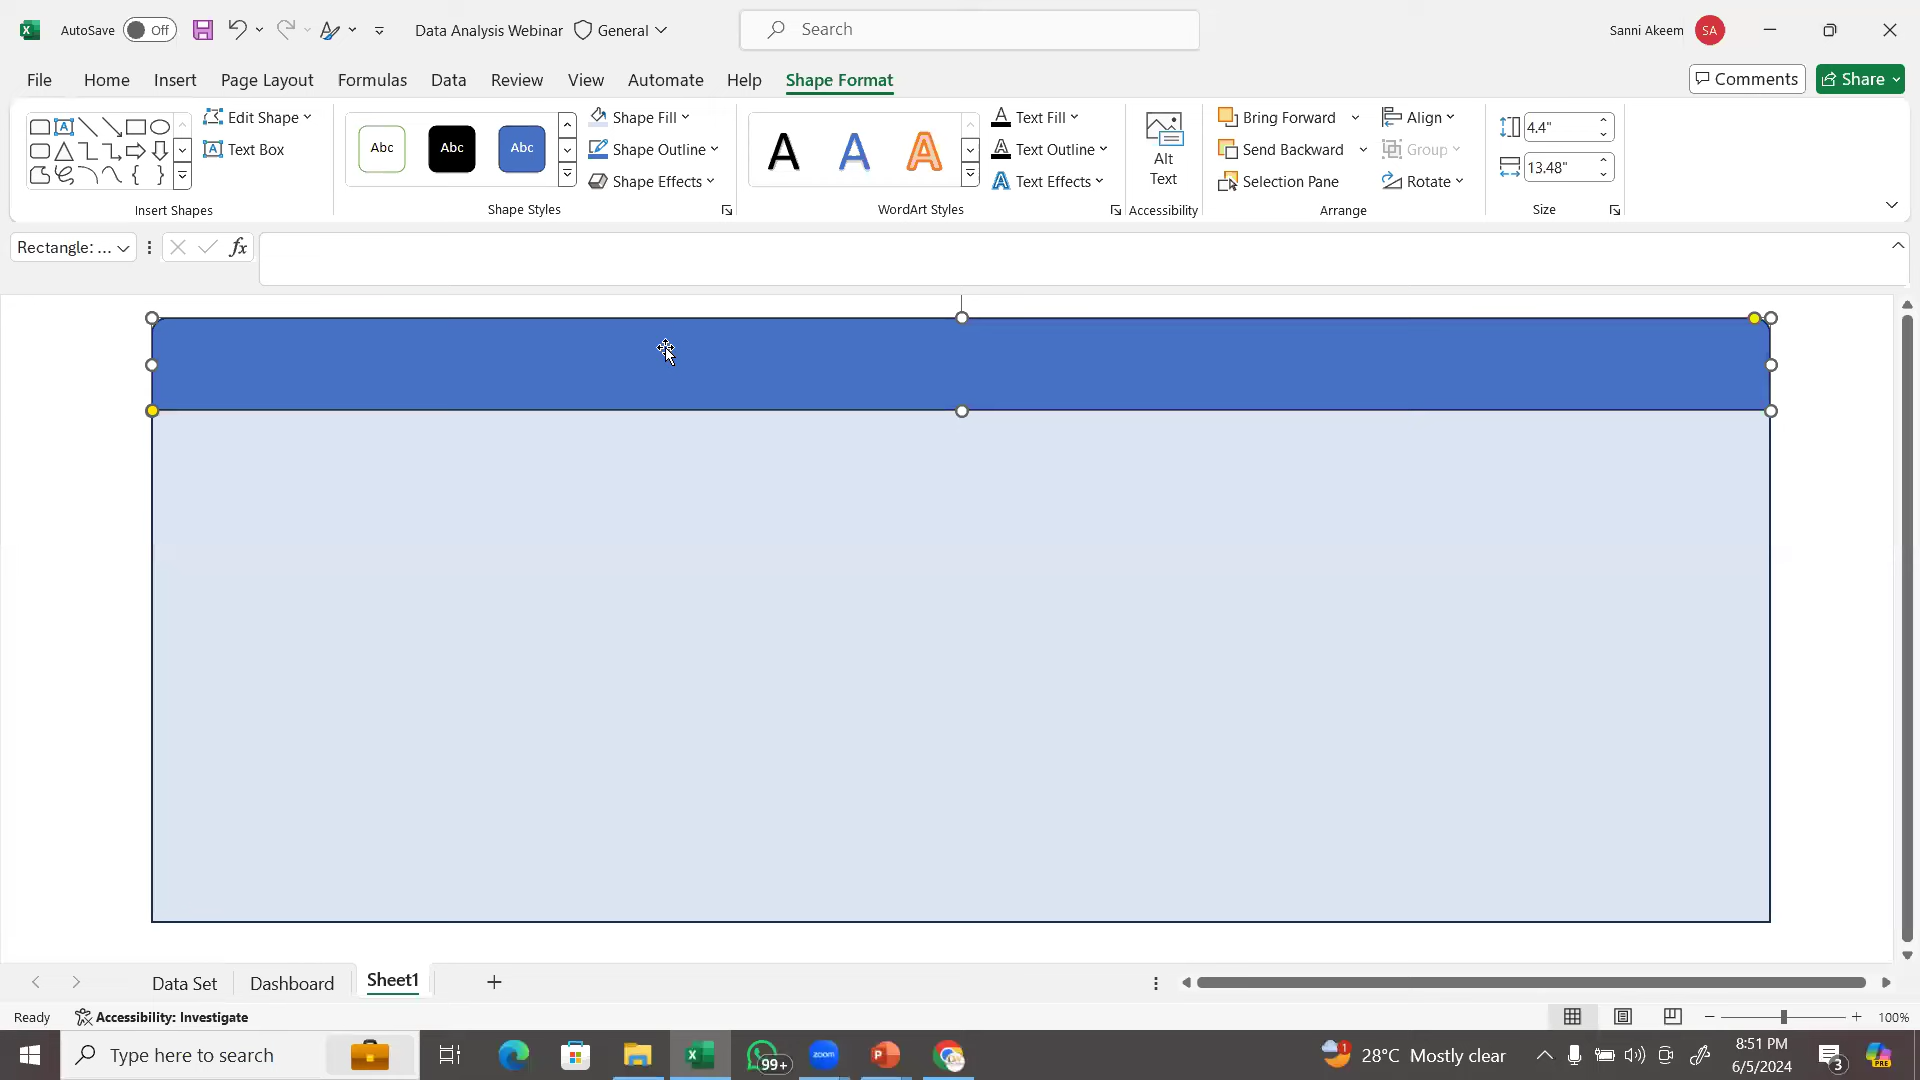 AutoSave Off Data Analysis Webinar General Search Sanni Akeem SA
File Home Insert Page Layout Formulas Data Review View Automate Help Shape Format Comments Share
Edit Shape
Text Box
Insert Shapes
Abc Abc Abc
Shape Fill
Shape Outline
Shape Effects
Shape Styles
A A A
Text Fill
Text Outline
Text Effects
WordArt Styles
Alt
Text
Accessibility
Bring Forward
Send Backward
Selection Pane
Align
Group
Rotate
Arrange
4.4"
13.48"
Size
Rectangle: ... fx
Data Set Dashboard Sheet1
Ready Accessibility: Investigate 100%
Type here to search 99+ zoom 1 28°C Mostly clear 8:51 PM
6/5/2024 3 PRE